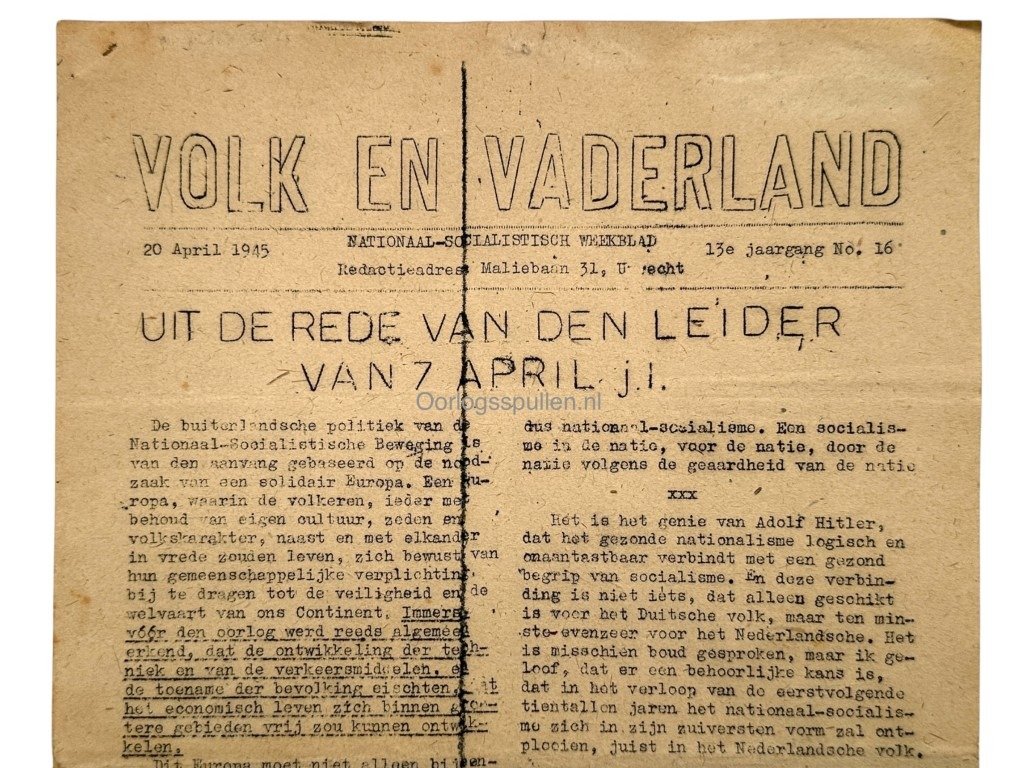 VOLK EN VADERLAND
20 April 1945
NATIONAAL-SOCIALISTISCH WEEKBLAD
Redactieadres Maliebaan 31, U recht
13e jaargang No. 16
UIT DE REDE VAN DEN LEIDER
VAN 7 APRIL j.l.
Oorlogsspullen.nl
De buitenlandsche politiek van de
Nationaal-Socialistische Beweging is
van den aanvang gebaseerd op de nood-
zaak van een solidair Europa. Een Eu-
ropa, waarin de volkeren, ieder met
behoud van eigen cultuur, zeden en
volkskarakter, naast en met elkander
in vrede zouden leven, zich bewust van
hun gemeenschappelijke verplichting,
bij te dragen tot de veiligheid en de
welvaart van ons Continent. Immers
vóór den oorlog werd reeds algemeen
erkend, dat de ontwikkeling der tech-
niek en van de verkeersmiddelen, en
de toename der bevolking eischten, dat
het economisch leven zich binnen groo-
tere gebieden vrij zou kunnen ontwik-
kelen.
Dit Europa moet niet alleen bijeen-
dus nationaal-socialisme. Een socialis-
me in de natie, voor de natie, door de
natie volgens de geaardheid van de natie
xxx
Het is het genie van Adolf Hitler,
dat het gezonde nationalisme logisch en
onaantastbaar verbindt met een gezond
begrip van socialisme. En deze verbin-
ding is niet iets, dat alleen geschikt
is voor het Duitsche volk, maar ten min-
ste evenzeer voor het Nederlandsche. Het
is misschien boud gesproken, maar ik ge-
loof, dat er een behoorlijke kans is,
dat in het verloop van de eerstvolgende
tientallen jaren het nationaal-socialis-
me zich in zijn zuiversten vorm zal ont-
plooien, juist in het Nederlandsche volk.